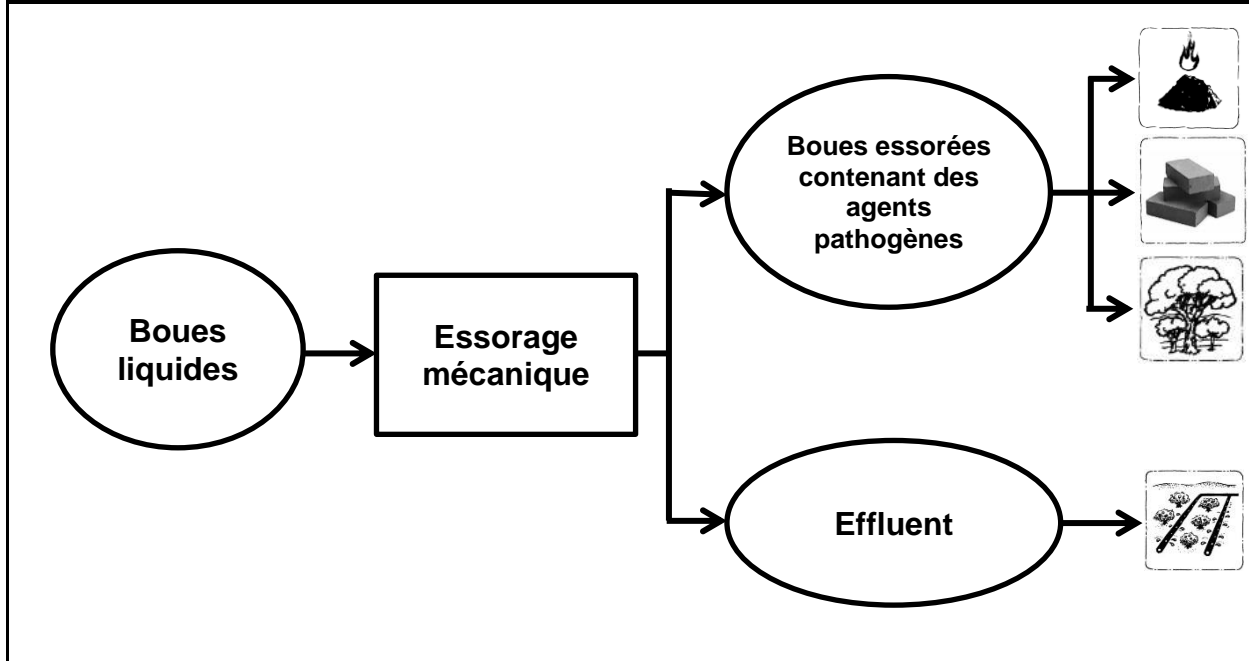 Boues
liquides
Essorage
mécanique
Boues essorées
contenant des
agents
pathogènes
Effluent